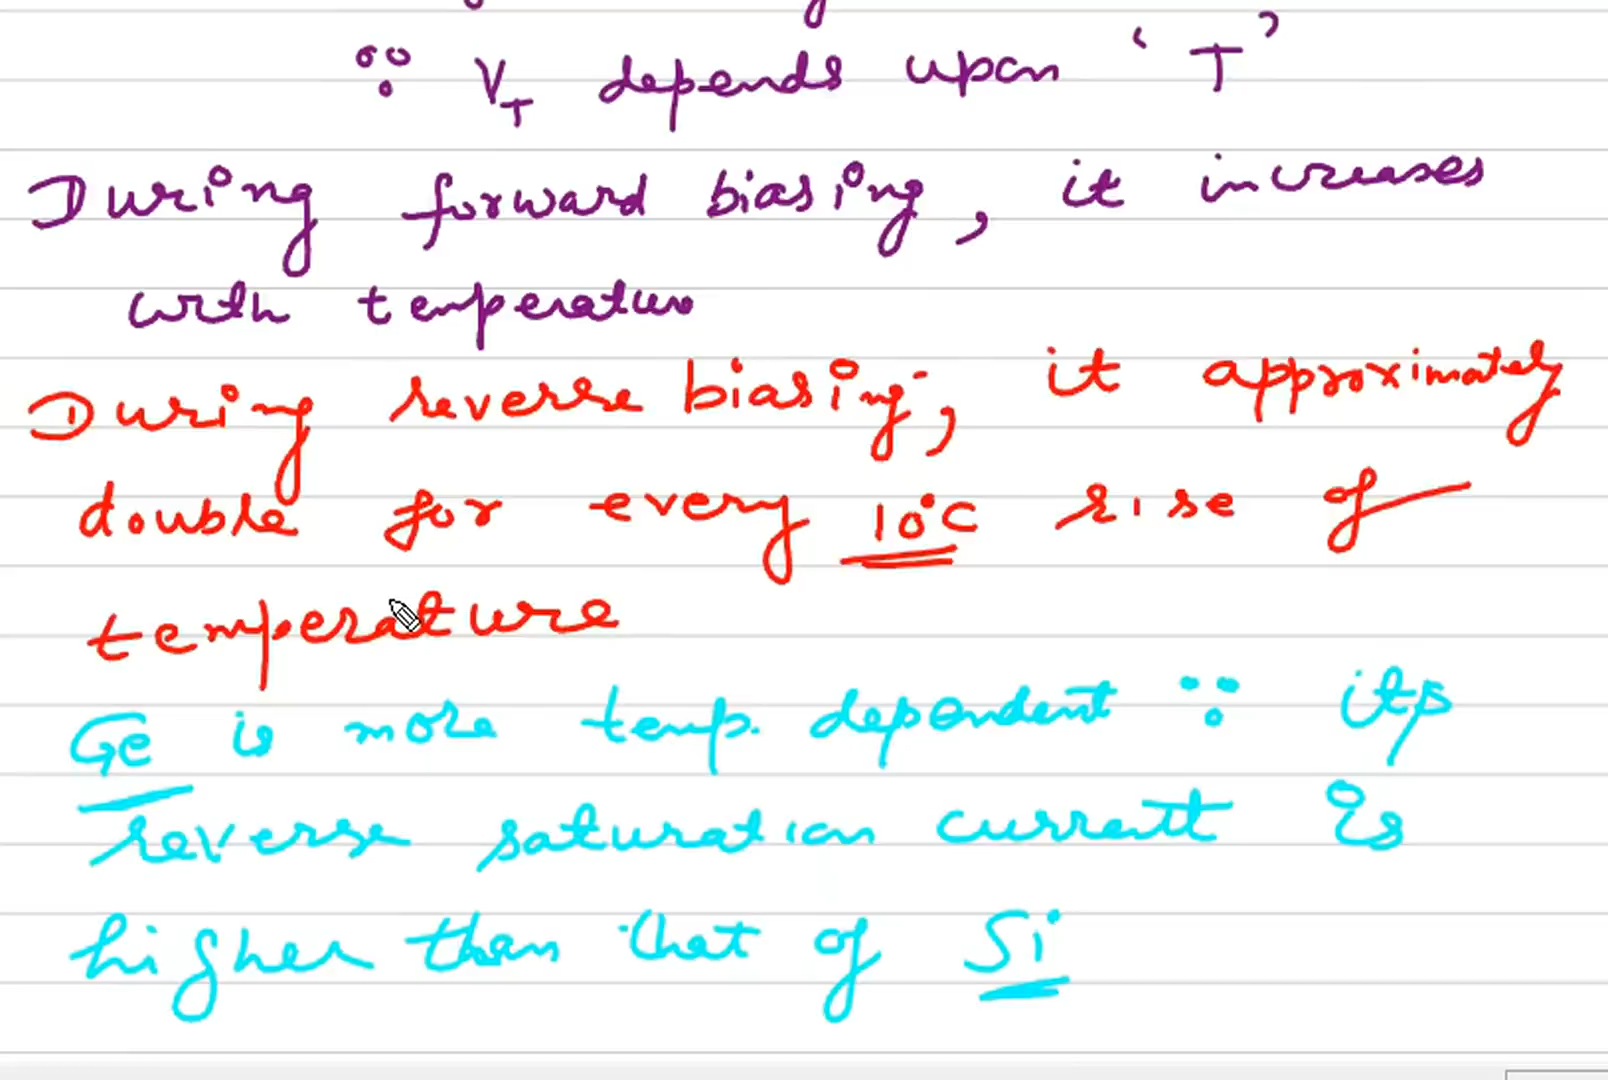 ∵ V_T depends upon 'T'
During forward biasing, it increases
with temperature
During reverse biasing, it approximately
double for every 10°C rise of
temperature
Ge is more temp. dependent ∵ its
reverse saturation current is
higher than that of Si